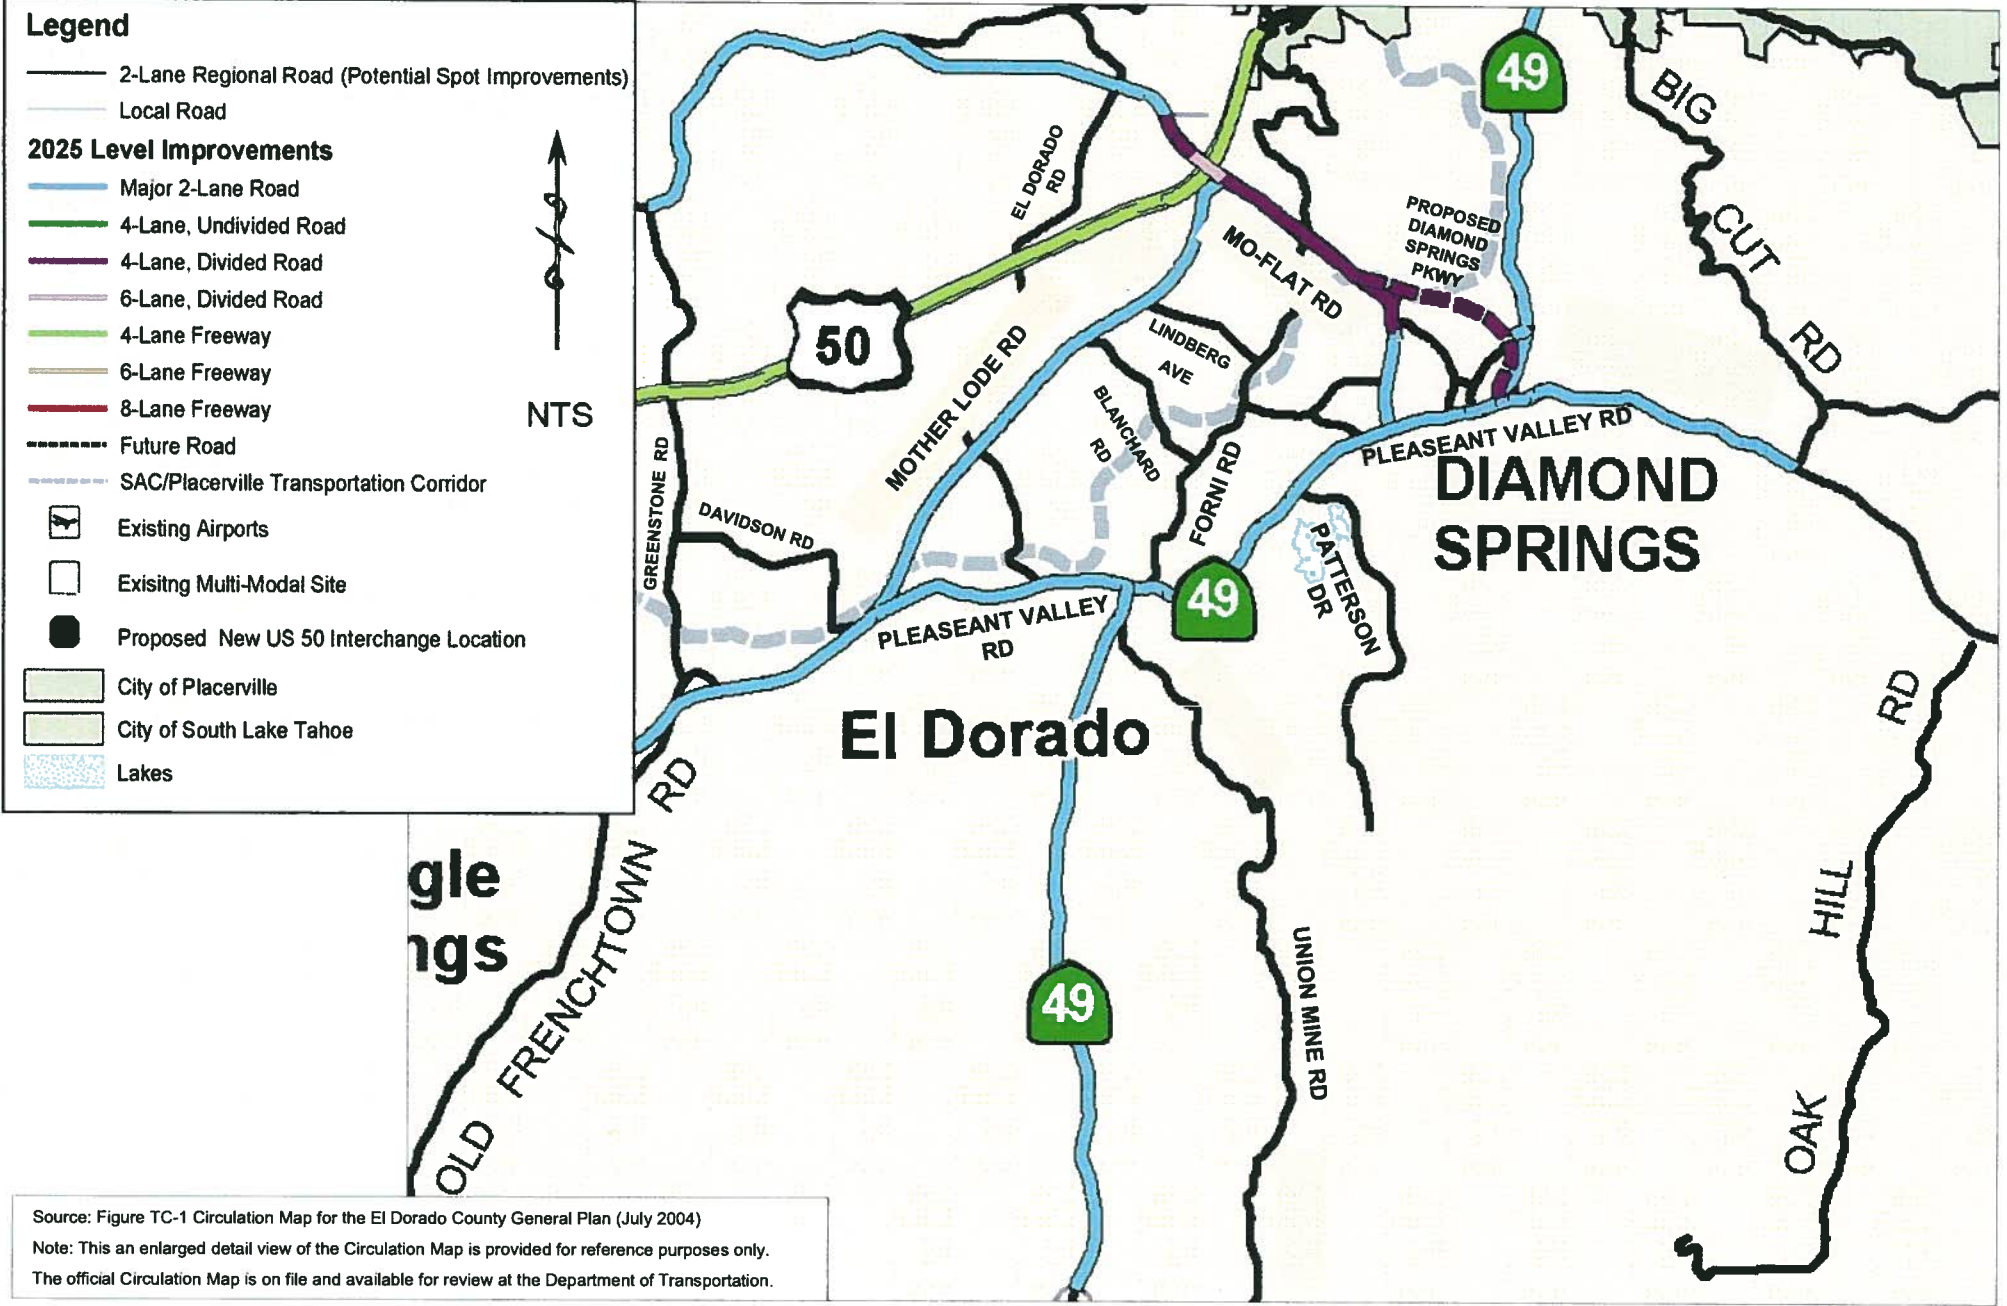 Legend
2-Lane Regional Road (Potential Spot Improvements)
Local Road
2025 Level Improvements
Major 2-Lane Road
4-Lane, Undivided Road
4-Lane, Divided Road
6-Lane, Divided Road
4-Lane Freeway
6-Lane Freeway
8-Lane Freeway
Future Road
SAC/Placerville Transportation Corridor
Existing Airports
Exisitng Multi-Modal Site
Proposed New US 50 Interchange Location
City of Placerville
City of South Lake Tahoe
Lakes
NTS
49
BIG
CUT
RD
EL DORADO
RD
PROPOSED
DIAMOND
SPRINGS
PKWY
MO-FLAT RD
50
MOTHER LODE RD
LINDBERG
AVE
BLANCHARD
RD
FORNI RD
PLEASEANT VALLEY RD
DIAMOND
SPRINGS
GREENSTONE RD
DAVIDSON RD
PATTERSON
DR
49
PLEASEANT VALLEY
RD
El Dorado
OLD FRENCHTOWN RD
gle
ngs
49
UNION MINE RD
OAK HILL RD
Source: Figure TC-1 Circulation Map for the El Dorado County General Plan (July 2004)
Note: This an enlarged detail view of the Circulation Map is provided for reference purposes only.
The official Circulation Map is on file and available for review at the Department of Transportation.